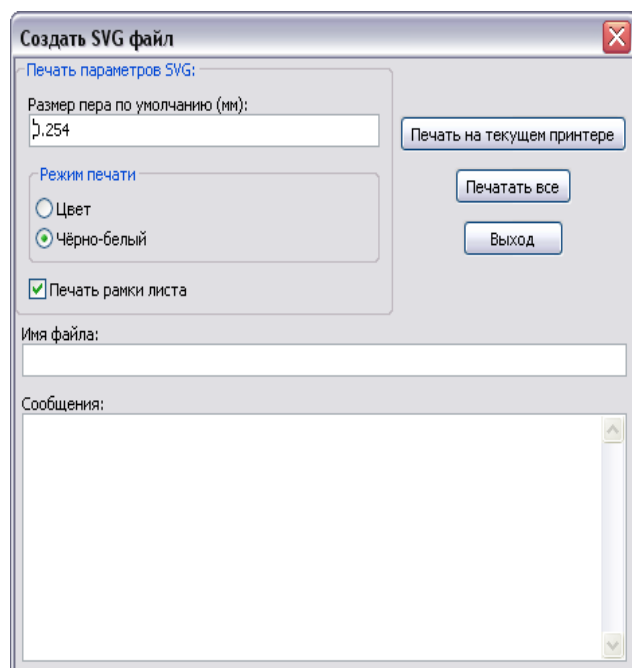 Создать SVG файл
Печать параметров SVG:
Размер пера по умолчанию (мм):
0.254
Печать на текущем принтере
Режим печати
Печатать все
Цвет
Чёрно-белый
Выход
Печать рамки листа
Имя файла:
Сообщения: